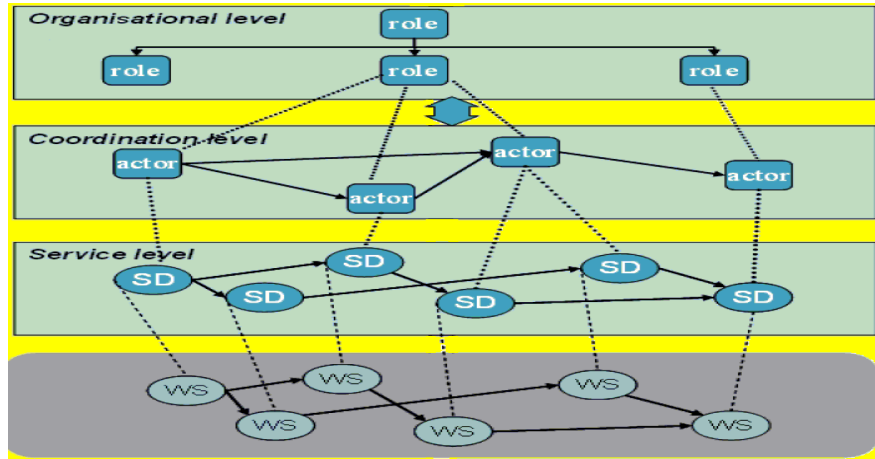 Organisational level
role
role
role
role
Coordination level
actor
actor
actor
actor
Service level
SD
SD
SD
SD
SD
SD
WS
WS
WS
WS
WS
WS